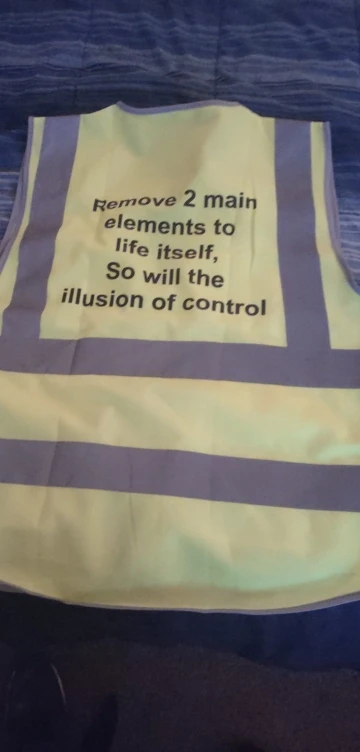 Remove 2 main
elements to
life itself,
So will the
illusion of control